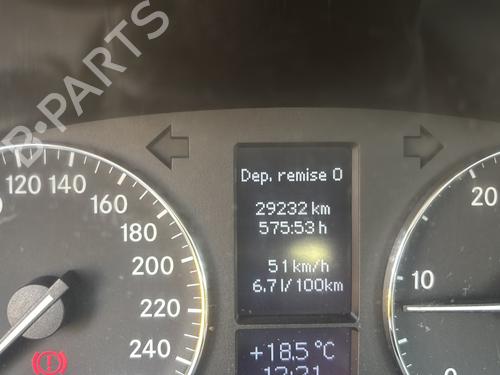 B-PARTS
Dep. remise 0
29232 km
575:53 h
51 km/h
6.7 l/100km
+18.5 °C
120 140
160
180
200
220
240
20
10
0